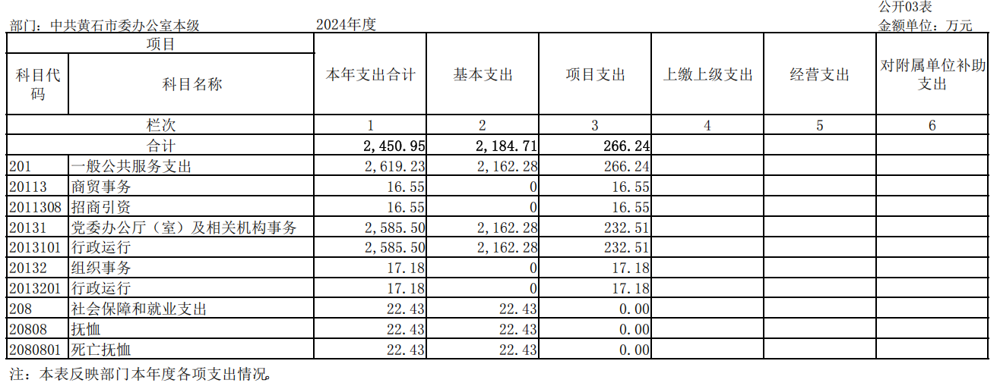 公开03表
部门：中共黄石市委办公室本级 2024年度 金额单位：万元
项目
科目代码 科目名称 本年支出合计 基本支出 项目支出 上缴上级支出 经营支出 对附属单位补助支出
栏次 1 2 3 4 5 6
合计 2,450.95 2,184.71 266.24
201 一般公共服务支出 2,619.23 2,162.28 266.24
20113 商贸事务 16.55 0 16.55
2011308 招商引资 16.55 0 16.55
20131 党委办公厅（室）及相关机构事务 2,585.50 2,162.28 232.51
2013101 行政运行 2,585.50 2,162.28 232.51
20132 组织事务 17.18 0 17.18
2013201 行政运行 17.18 0 17.18
208 社会保障和就业支出 22.43 22.43 0.00
20808 抚恤 22.43 22.43 0.00
2080801 死亡抚恤 22.43 22.43 0.00
注：本表反映部门本年度各项支出情况。